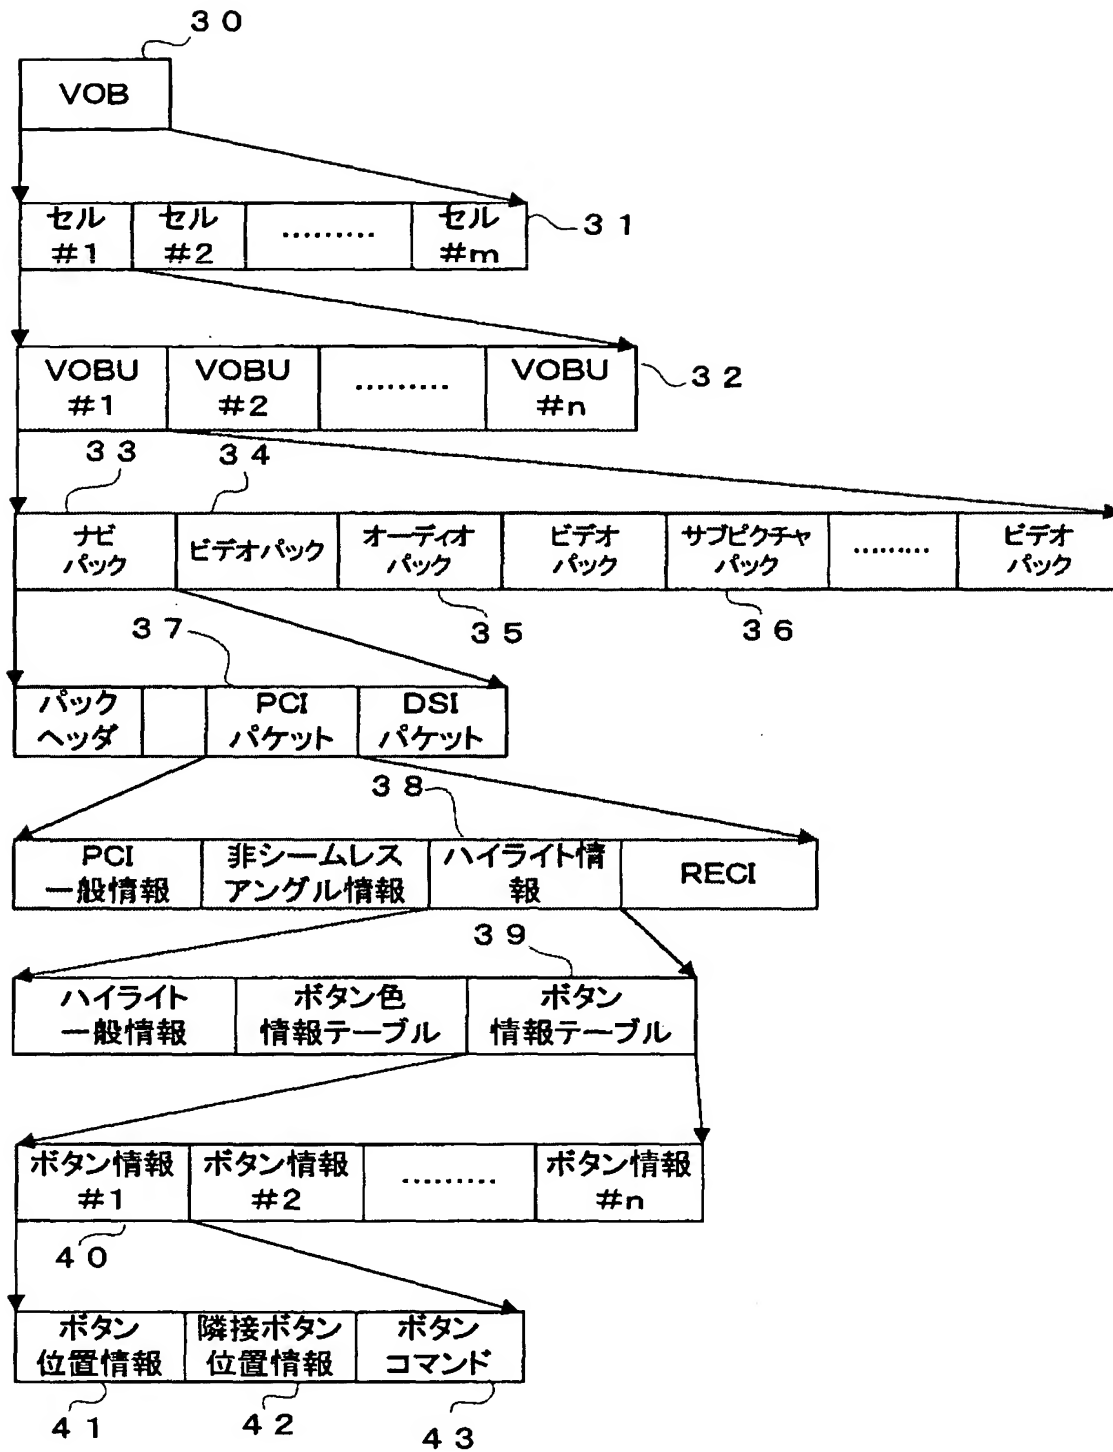 ３０
VOB
セル
#1
セル
#2
………
セル
#m
３１
VOBU
#1
VOBU
#2
………
VOBU
#n
３２
３３
３４
ナビ
パック
ビデオパック
オーディオ
パック
ビデオ
パック
サブピクチャ
パック
………
ビデオ
パック
３５
３６
３７
パック
ヘッダ
PCI
パケット
DSI
パケット
３８
PCI
一般情報
非シームレス
アングル情報
ハイライト情
報
RECI
３９
ハイライト
一般情報
ボタン色
情報テーブル
ボタン
情報テーブル
ボタン情報
#1
ボタン情報
#2
………
ボタン情報
#n
４０
ボタン
位置情報
隣接ボタン
位置情報
ボタン
コマンド
４１
４２
４３